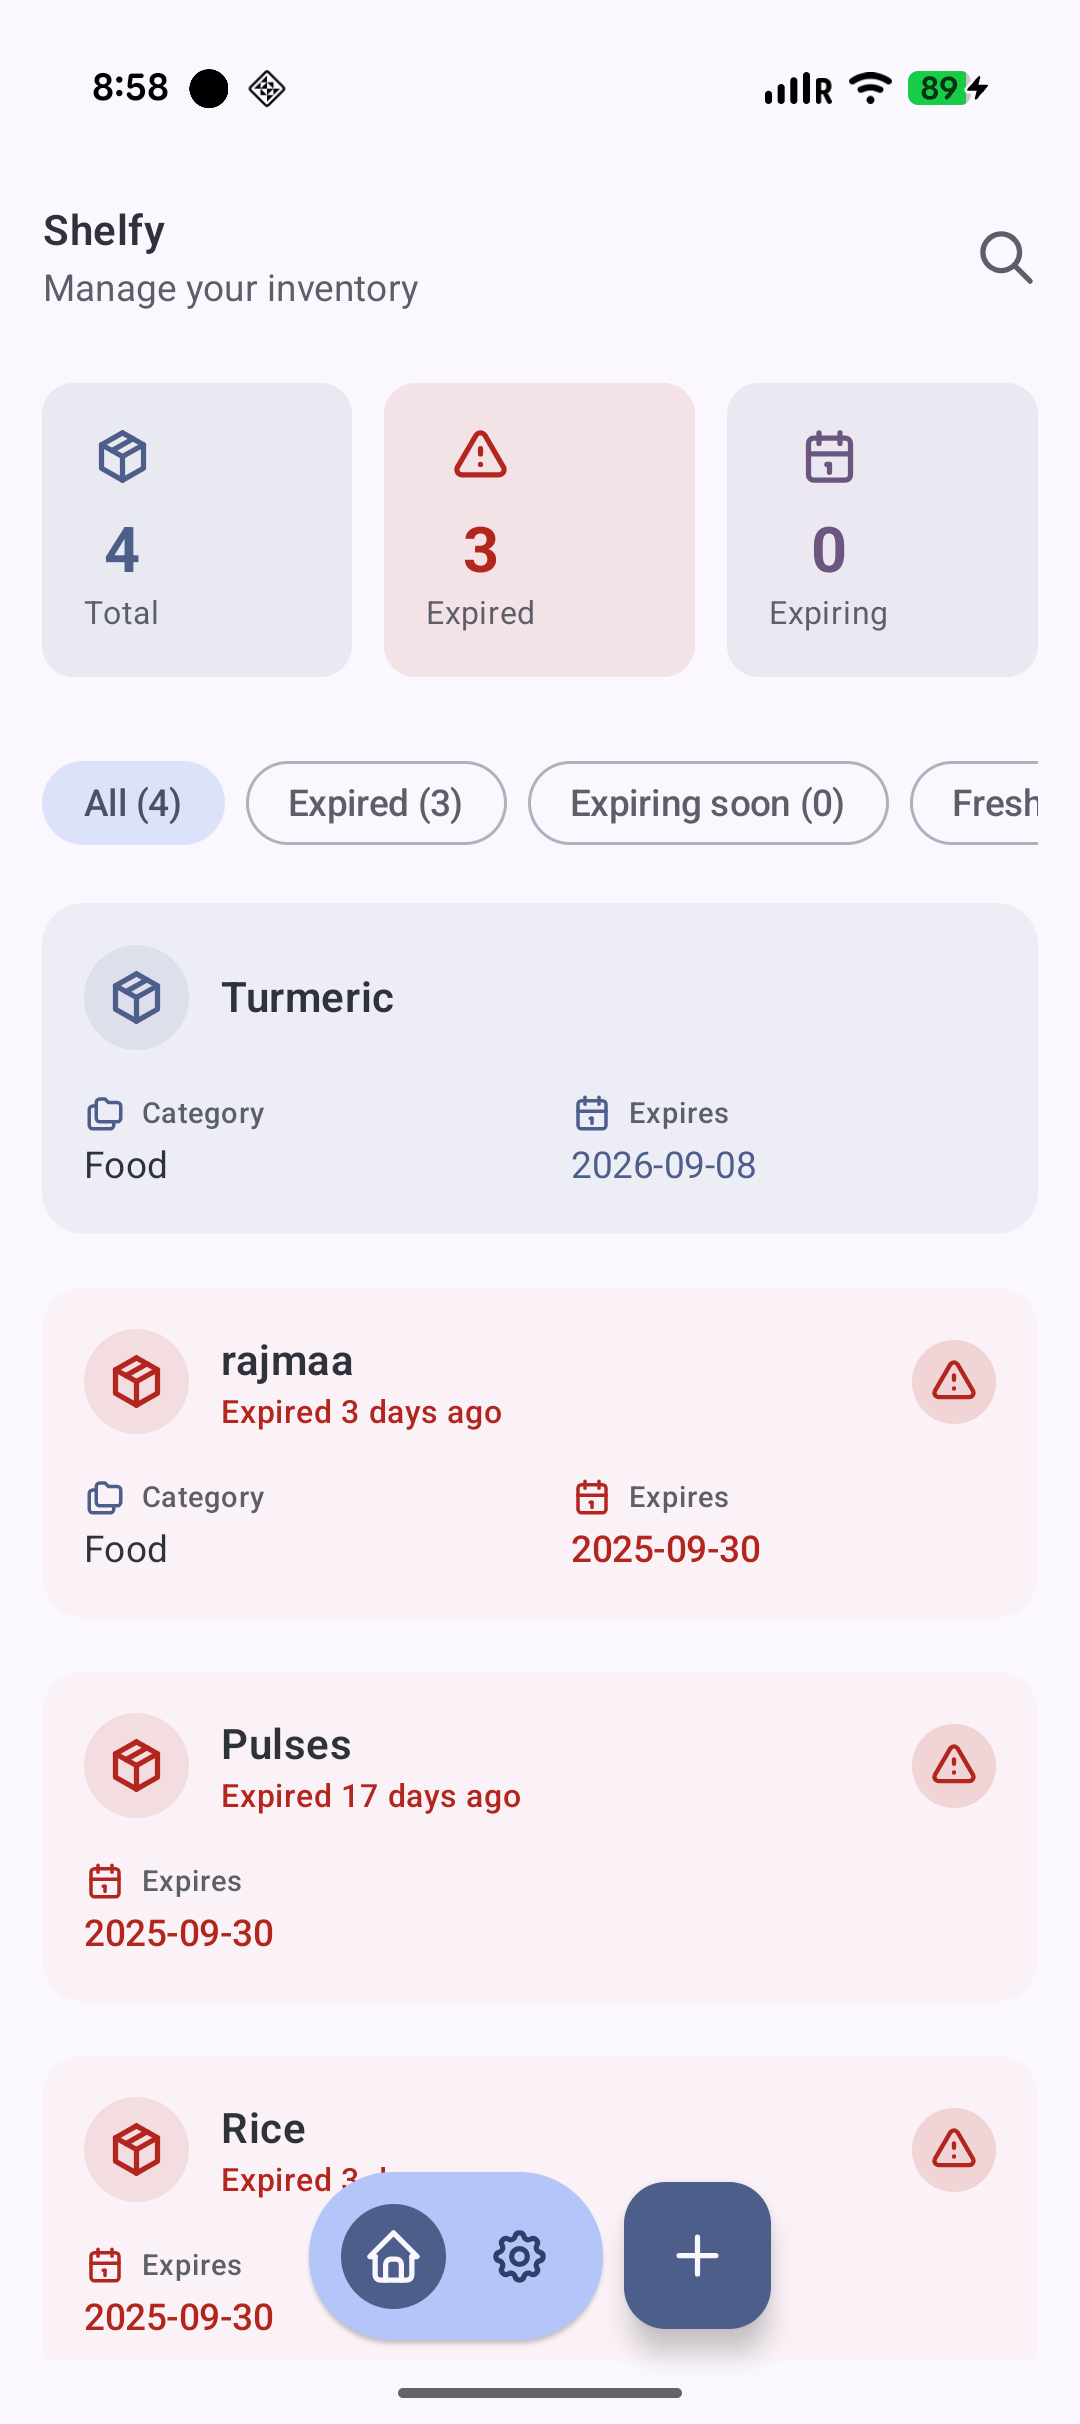 8:58
R
89
Shelfy
Manage your inventory
4
Total
3
Expired
0
Expiring
All (4)
Expired (3)
Expiring soon (0)
Fresh
Turmeric
Category
Food
Expires
2026-09-08
rajmaa
Expired 3 days ago
Category
Food
Expires
2025-09-30
Pulses
Expired 17 days ago
Expires
2025-09-30
Rice
Expired 3
Expires
2025-09-30